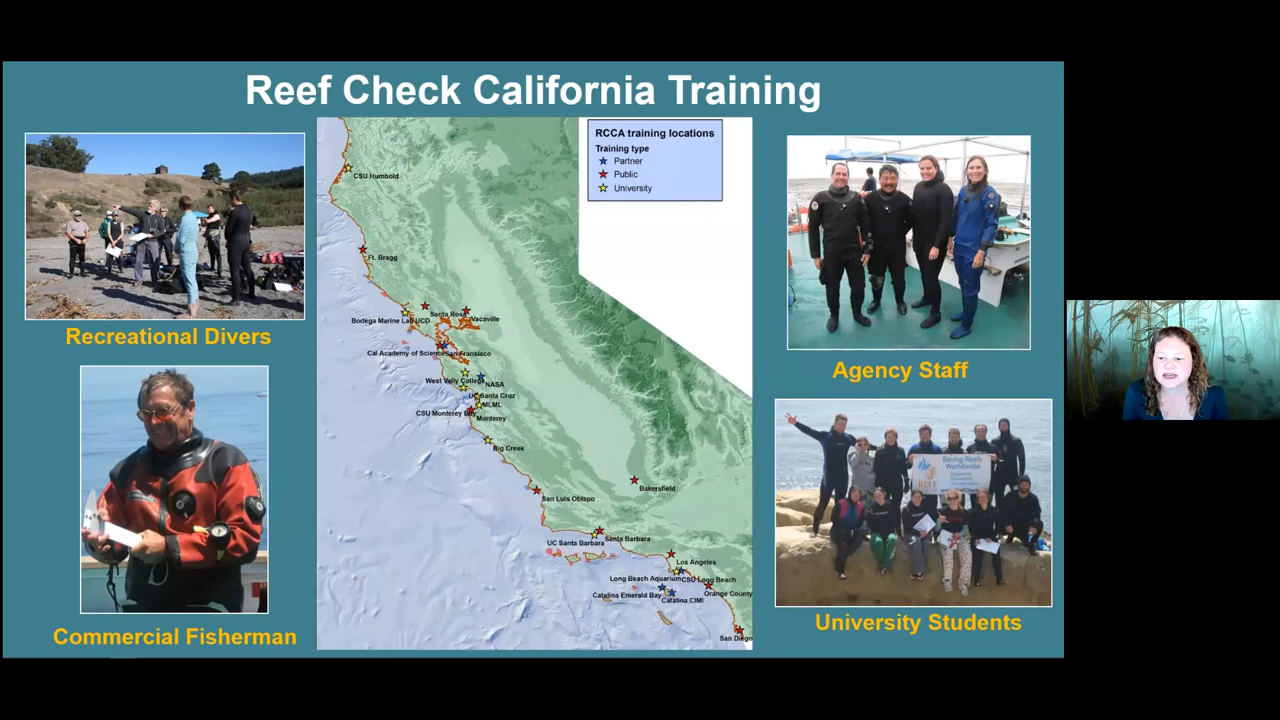 Reef Check California Training
Recreational Divers
Commercial Fisherman
RCCA training locations
Training type
Partner
Public
University
CSU Humbold
Ft. Bragg
Santa Rosa
Vacaville
Bodega Marine Lab
UCD
Cal Academy of Science
San Fransisco
West Vally College
NASA
UC Santa Cruz
MLML
CSU Monterey Bay
Monterey
Big Creek
Bakersfield
San Luis Obispo
Santa Barbara
UC Santa Barbara
Los Angeles
Long Beach Aquarium
CSU Long Beach
Orange County
Catalina Emerald Bay
Catalina CIMI
San Diego
Agency Staff
Saving Reefs
Worldwide
University Students